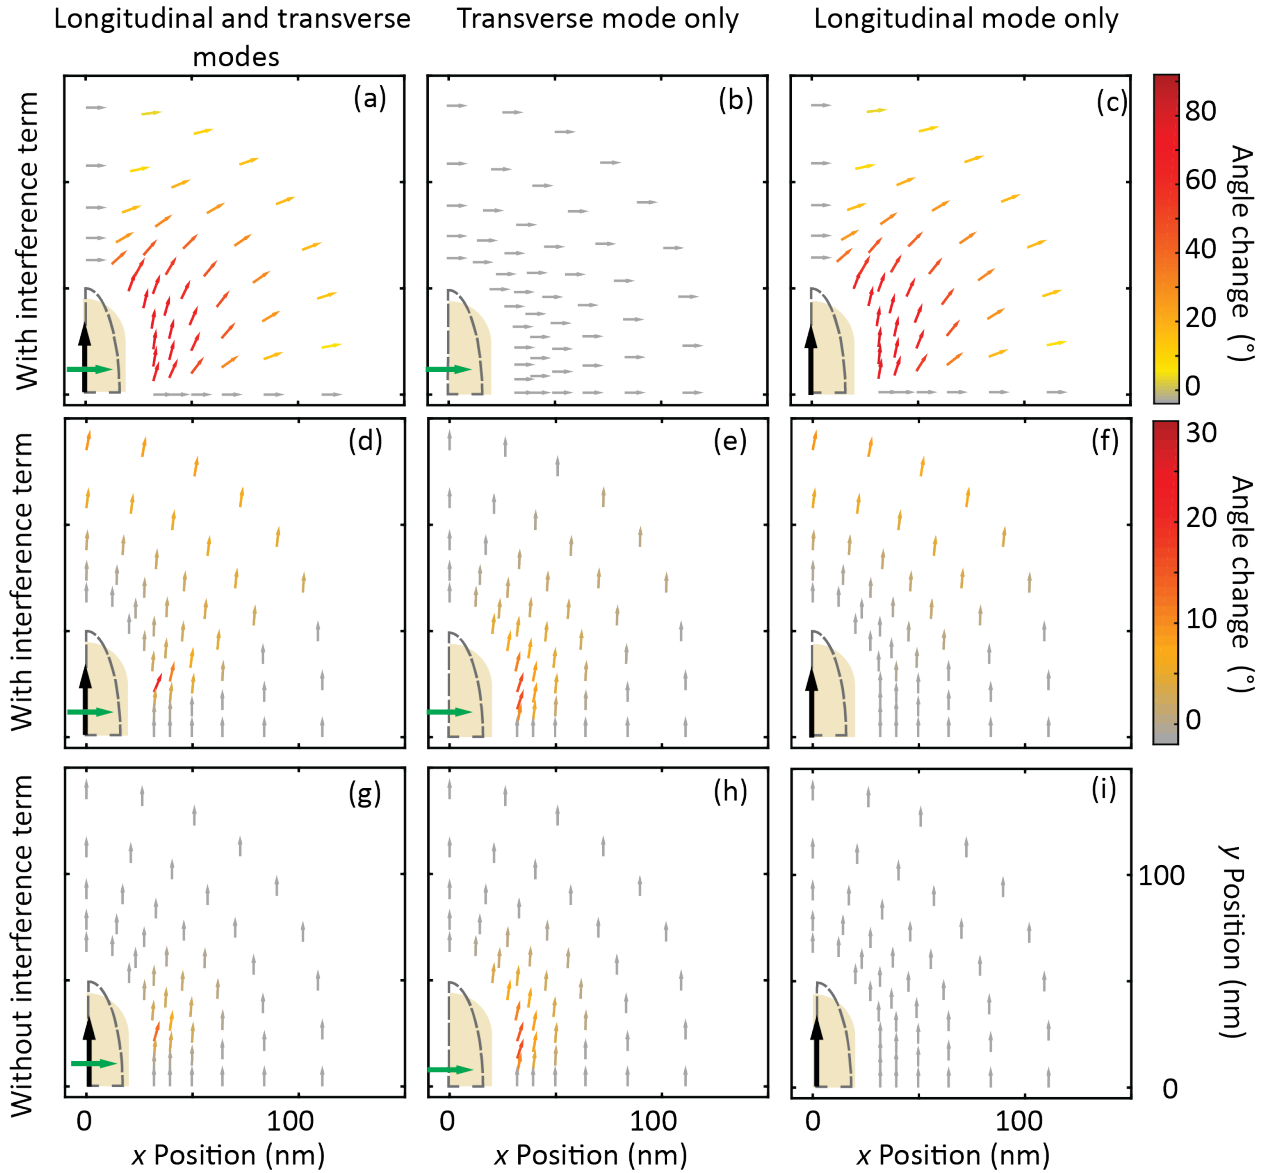 Longitudinal and transverse
modes
Transverse mode only
Longitudinal mode only
With interference term
(a)
(b)
(c)
80
60
40
20
0
Angle change (°)
With interference term
(d)
(e)
(f)
30
20
10
0
Angle change (°)
Without interference term
(g)
(h)
(i)
100
0
y Position (nm)
0
100
0
100
0
100
x Position (nm)
x Position (nm)
x Position (nm)